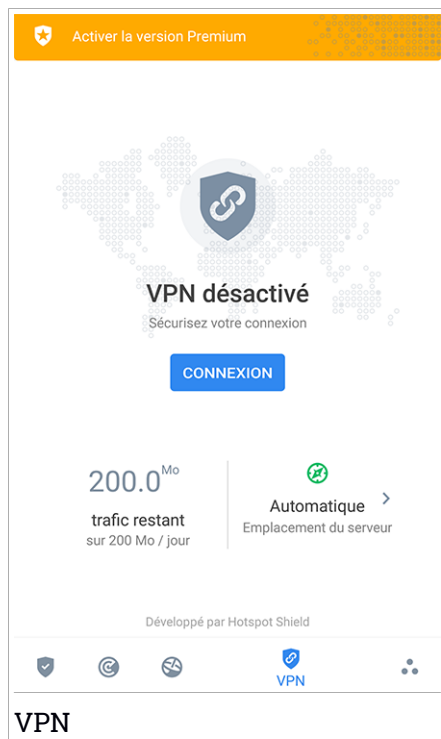 Activer la version Premium
VPN désactivé
Sécurisez votre connexion
CONNEXION
200.0 Mo
trafic restant
sur 200 Mo / jour
Automatique
Emplacement du serveur
Développé par Hotspot Shield
VPN
VPN